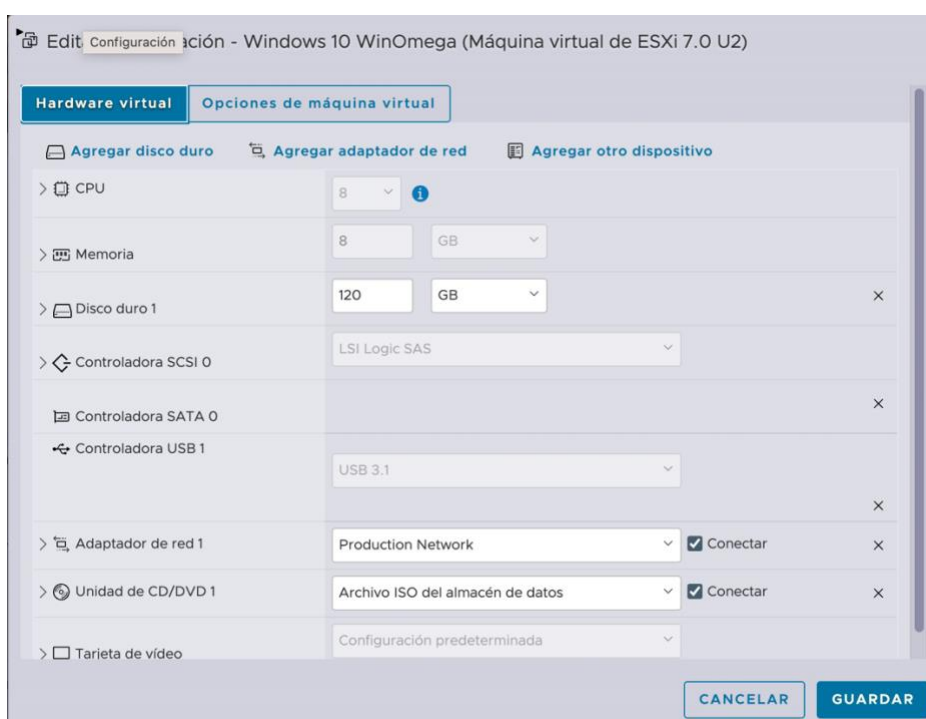 Edit Configuración ación - Windows 10 WinOmega (Máquina virtual de ESXi 7.0 U2)
Hardware virtual Opciones de máquina virtual
Agregar disco duro Agregar adaptador de red Agregar otro dispositivo
CPU 8
Memoria 8 GB
Disco duro 1 120 GB
Controladora SCSI 0 LSI Logic SAS
Controladora SATA 0
Controladora USB 1
USB 3.1
Adaptador de red 1 Production Network Conectar
Unidad de CD/DVD 1 Archivo ISO del almacén de datos Conectar
Tarjeta de vídeo Configuración predeterminada
CANCELAR GUARDAR